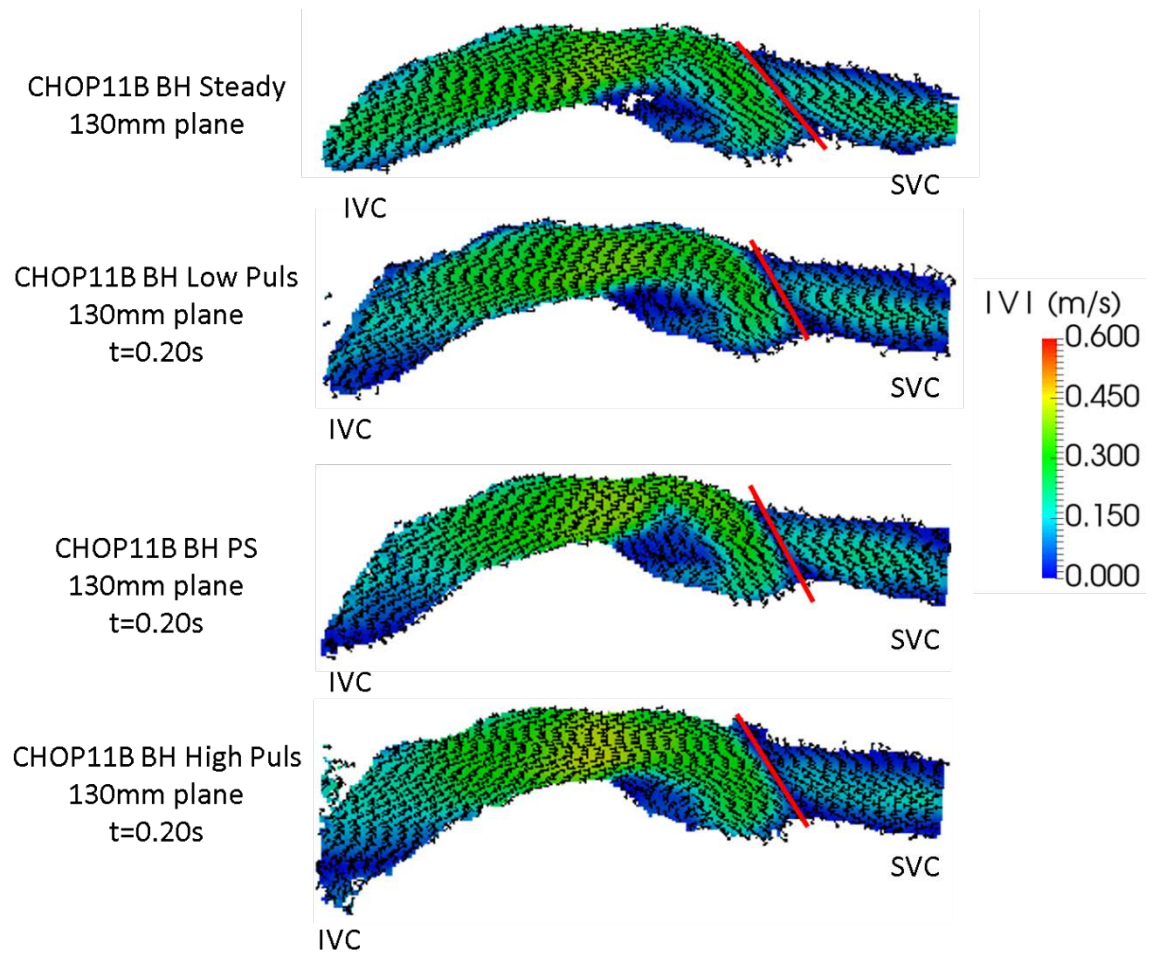 CHOP11B BH Steady
130mm plane
IVC
SVC
CHOP11B BH Low Puls
130mm plane
t=0.20s
IVC
SVC
|V| (m/s)
0.600
0.450
0.300
0.150
0.000
CHOP11B BH PS
130mm plane
t=0.20s
IVC
SVC
CHOP11B BH High Puls
130mm plane
t=0.20s
IVC
SVC